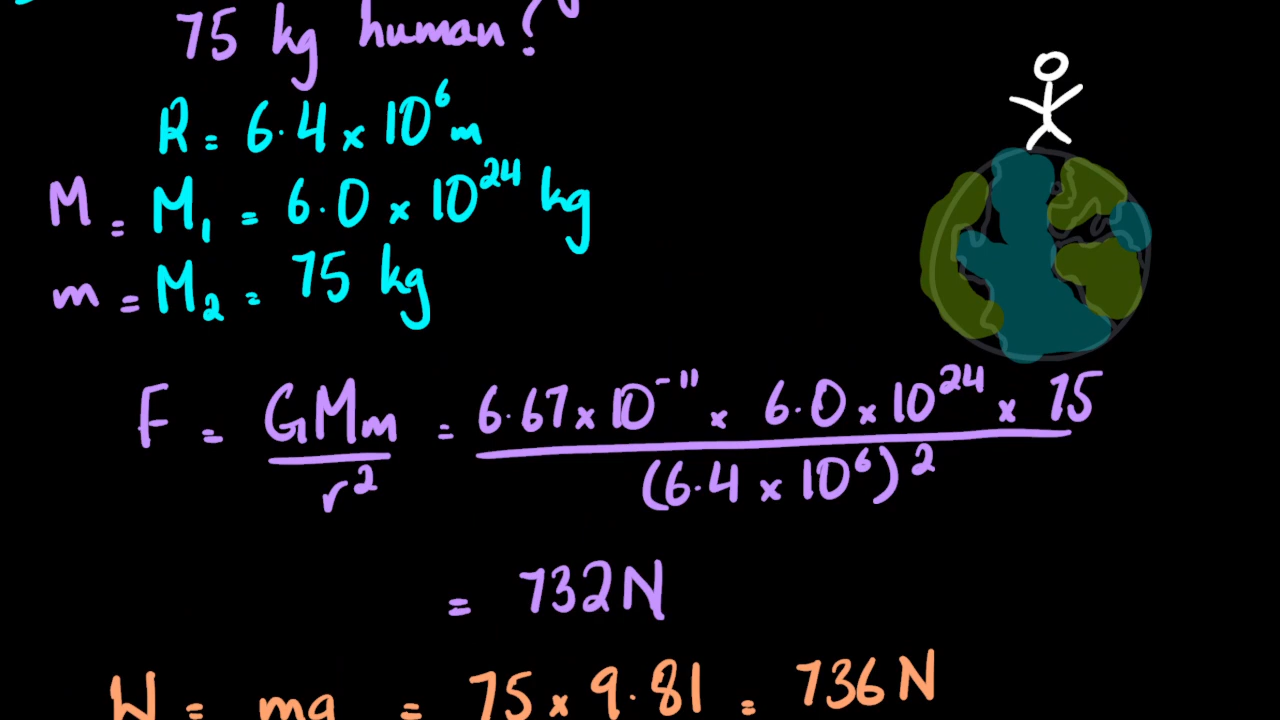 75 kg human?
R = 6.4 × 10⁶ m
M = M₁ = 6.0 × 10²⁴ kg
m = M₂ = 75 kg
F = GMm / r² = 6.67 × 10⁻¹¹ × 6.0 × 10²⁴ × 75 / (6.4 × 10⁶)²
= 732 N
W = mg = 75 × 9.81 = 736 N